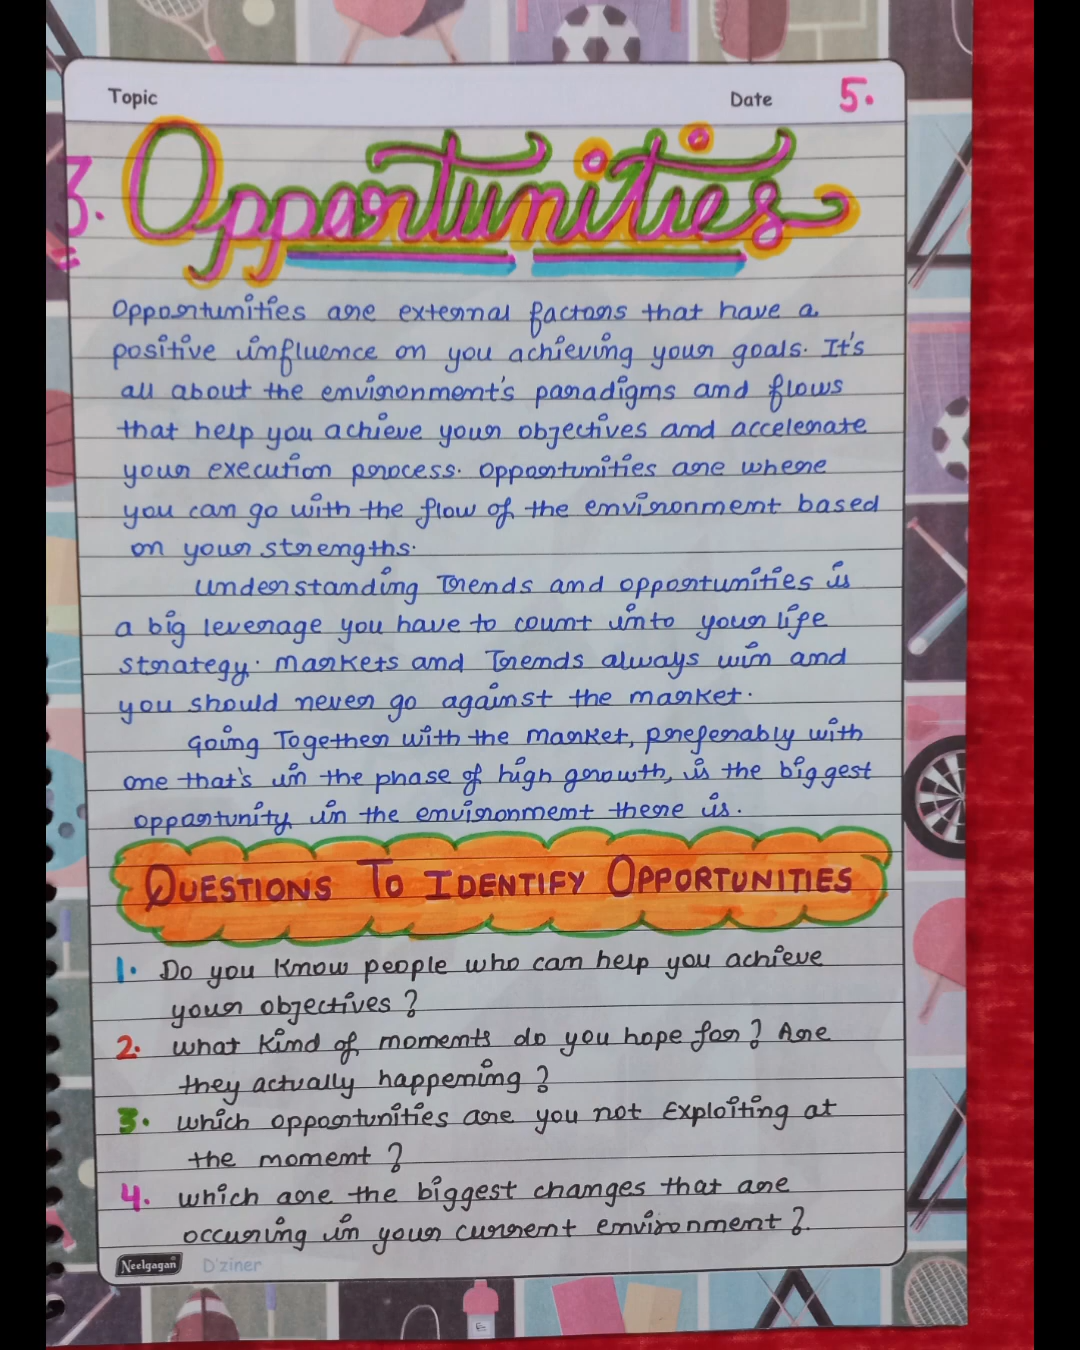 Topic
Date 5.
3. Opportunities
Opportunities are external factors that have a
positive influence on you achieving your goals. It's
all about the environment's paradigms and flows
that help you achieve your objectives and accelerate
your execution process. Opportunities are where
you can go with the flow of the environment based
on your strengths.
Understanding Trends and opportunities is
a big leverage you have to count into your life
strategy. Markets and Trends always win and
you should never go against the market.
Going Together with the market, preferably with
one that's in the phase of high growth, is the biggest
opportunity in the environment there is.
QUESTIONS TO IDENTIFY OPPORTUNITIES
1. Do you know people who can help you achieve
your objectives?
2. What kind of moments do you hope for? Are
they actually happening?
3. Which opportunities are you not Exploiting at
the moment?
4. Which are the biggest changes that are
occuring in your current environment?
Neelgagan D'ziner